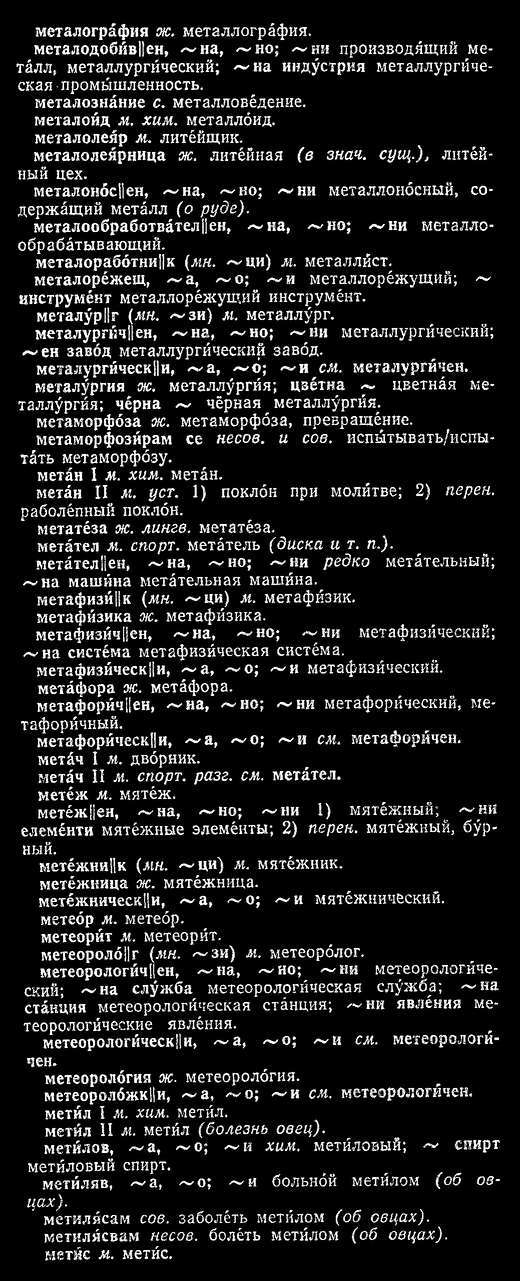 металогра́фия ж. металлогра́фия.
металодоби́в||ен, ~на, ~но; ~ни производя́щий ме-
та́лл, металлурги́ческий; ~на инду́стрия металлурги́че-
ская промы́шленность.
металозна́ние с. металлове́дение.
метало́ид м. хим. металло́ид.
металолея́р м. лите́йщик.
металолея́рница ж. лите́йная (в знач. сущ.), лите́й-
ный цех.
металоно́с||ен, ~на, ~но; ~ни металлоно́сный, со-
держа́щий мета́лл (о руде).
металообработва́тел||ен, ~на, ~но; ~ни металло-
обраба́тывающий.
металорабо́тни||к (мн. ~ци) м. металли́ст.
металоре́жещ, ~а, ~о; ~и металлоре́жущий; ~
инструме́нт металлоре́жущий инструме́нт.
металу́р||г (мн. ~зи) м. металлу́рг.
металурги́ч||ен, ~на, ~но; ~ни металлурги́ческий;
~ен заво́д металлурги́ческий заво́д.
металурги́ческ||и, ~а, ~о; ~и см. металурги́чен.
металу́ргия ж. металлу́ргия; цве́тна ~ цветна́я ме-
таллу́ргия; че́рна ~ чёрная металлу́ргия.
метаморфо́за ж. метаморфо́за, превраще́ние.
метаморфози́рам се несов. и сов. испы́тывать/испы-
та́ть метаморфо́зу.
мета́н I м. хим. мета́н.
мета́н II м. уст. 1) покло́н при моли́тве; 2) перен.
раболе́пный покло́н.
метате́за ж. лингв. метате́за.
мета́тел м. спорт. мета́тель (диска и т. п.).
мета́тел||ен, ~на, ~но; ~ни редко мета́тельный;
~на маши́на мета́тельная маши́на.
метафизи́||к (мн. ~ци) м. метафи́зик.
метафи́зика ж. метафи́зика.
метафизи́ч||ен, ~на, ~но; ~ни метафизи́ческий;
~на систе́ма метафизи́ческая систе́ма.
метафизи́ческ||и, ~а, ~о; ~и метафизи́ческий.
мета́фора ж. мета́фора.
метафори́ч||ен, ~на, ~но; ~ни метафори́ческий, ме-
тафори́чный.
метафори́ческ||и, ~а, ~о; ~и см. метафори́чен.
мета́ч I м. дво́рник.
мета́ч II м. спорт. разг. см. мета́тел.
мете́ж м. мяте́ж.
мете́ж||ен, ~на, ~но; ~ни 1) мяте́жный; ~ни
елеме́нти мяте́жные элеме́нты; 2) перен. мяте́жный, бу́р-
ный.
мете́жни||к (мн. ~ци) м. мяте́жник.
мете́жница ж. мяте́жница.
мете́жническ||и, ~а, ~о; ~и мяте́жнический.
метео́р м. метео́р.
метеори́т м. метеори́т.
метеороло́||г (мн. ~зи) м. метеоро́лог.
метеорологи́ч||ен, ~на, ~но; ~ни метеорологи́че-
ский; ~на слу́жба метеорологи́ческая слу́жба; ~на
ста́нция метеорологи́ческая ста́нция; ~ни явле́ния ме-
теорологи́ческие явле́ния.
метеорологи́ческ||и, ~а, ~о; ~и см. метеорологи́-
чен.
метеороло́гия ж. метеороло́гия.
метеороло́жк||и, ~а, ~о; ~и см. метеорологи́чен.
мети́л I м. хим. мети́л.
мети́л II м. мети́л (болезнь овец).
мети́лов, ~а, ~о; ~и хим. мети́ловый; ~ спирт
мети́ловый спирт.
мети́ляв, ~а, ~о; ~и больно́й мети́лом (об ов-
цах).
метиля́сам сов. заболе́ть мети́лом (об овцах).
метиля́свам несов. боле́ть мети́лом (об овцах).
мети́с м. мети́с.